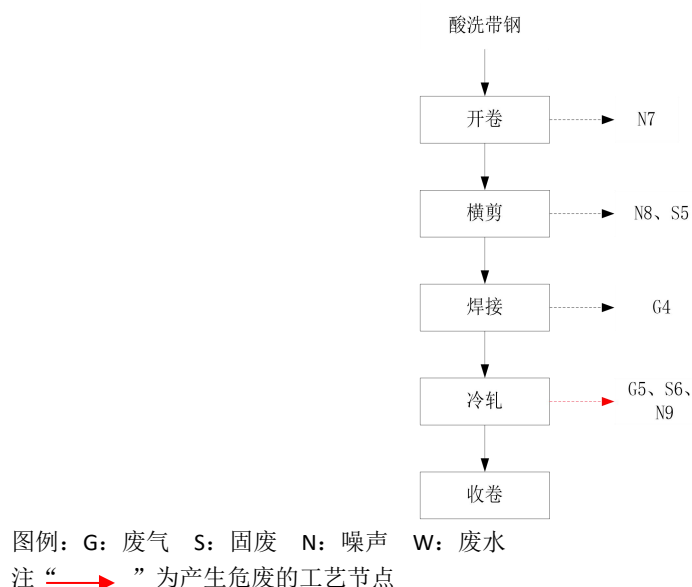 酸洗带钢
开卷
N7
横剪
N8、S5
焊接
G4
冷轧
G5、S6、
N9
收卷
图例：G：废气 S：固废 N：噪声 W：废水
注“ ”为产生危废的工艺节点